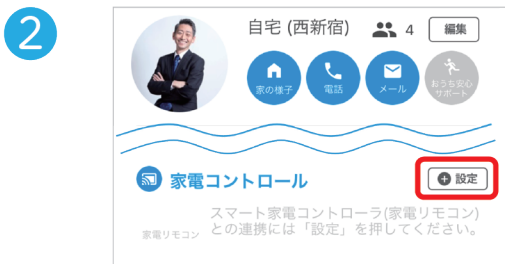 2
自宅 (西新宿) 4 編集
家の様子 電話 メール おうち安心
サポート
家電コントロール 設定
スマート家電コントローラ(家電リモコン)
家電リモコン との連携には「設定」を押してください。